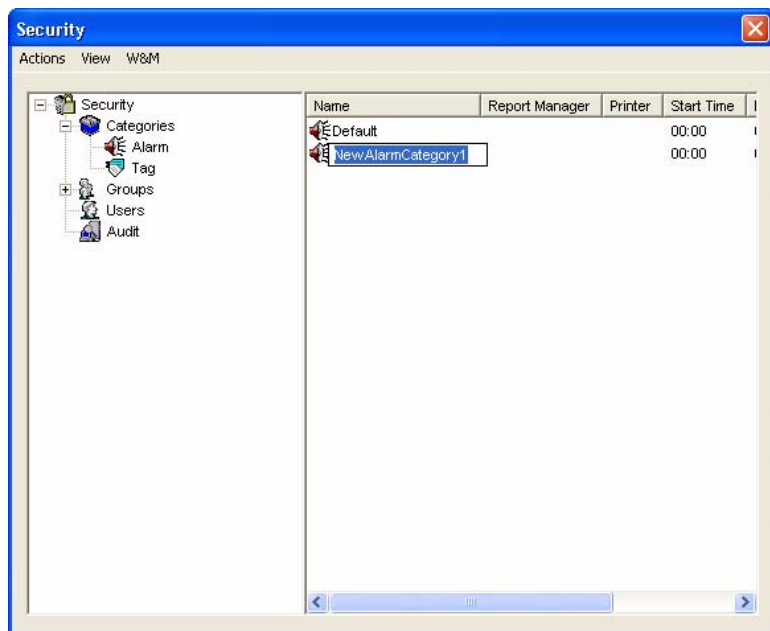 Security
Actions View W&M
Security
Categories
Alarm
Tag
Groups
Users
Audit
Name Report Manager Printer Start Time
Default 00:00
NewAlarmCategory1 00:00